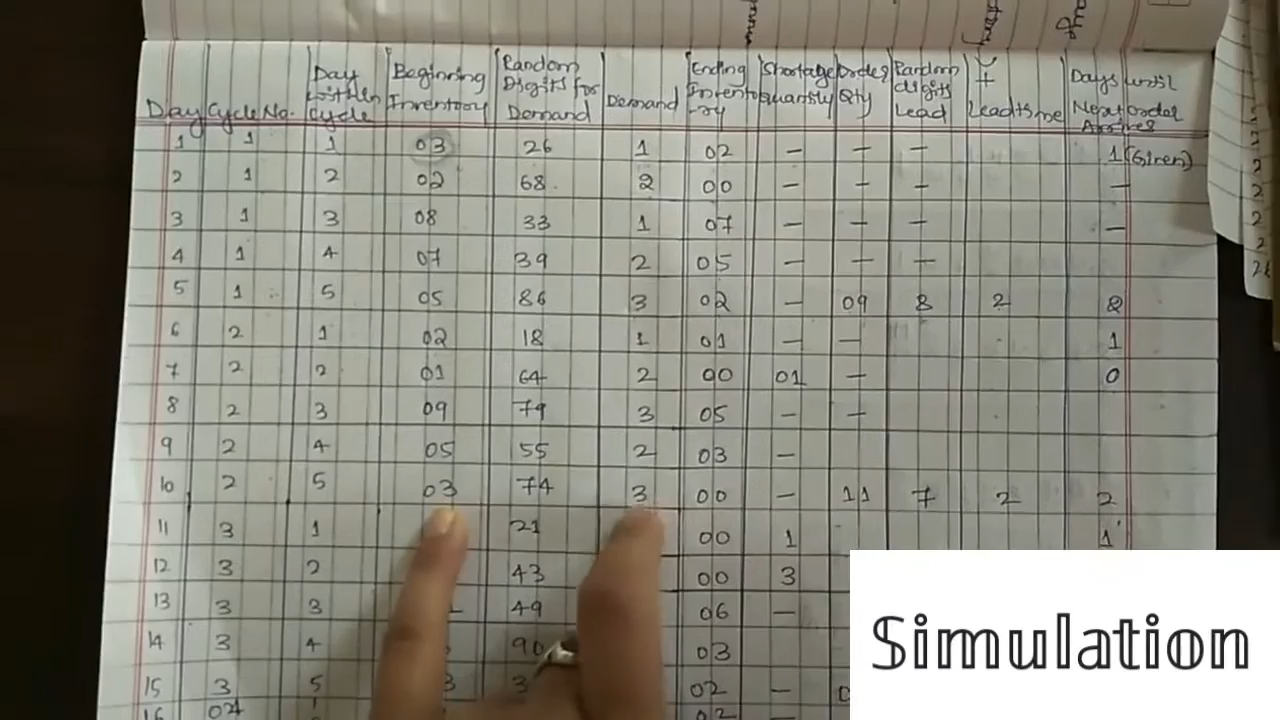 Day Cycle No. Day within Cycle Beginning Inventory Random Digits for Demand Demand Ending Invento-ry Shortage Quantity Order Qty Random digits Lead Leadtime Days until Next order Arrives
1 1 1 03 26 1 02 — — — 1 (Given)
2 1 2 02 68. 2 00 — — — —
3 1 3 08 33 1 07 — — — —
4 1 4 07 39 2 05 — — —
5 1 5 05 86 3 02 — 09 8 2 2
6 2 1 02 18 1 01 — — 1
7 2 2 01 64 2 00 01 — 0
8 2 3 09 79 3 05 — —
9 2 4 05 55 2 03 —
10 2 5 03 74 3 00 — 11 7 2 2
11 3 1 21 00 1 1
12 3 2 43 00 3
13 3 3 49 06 —
14 3 4 90 03
15 3 5 3 02 —
16 04 02
Simulation